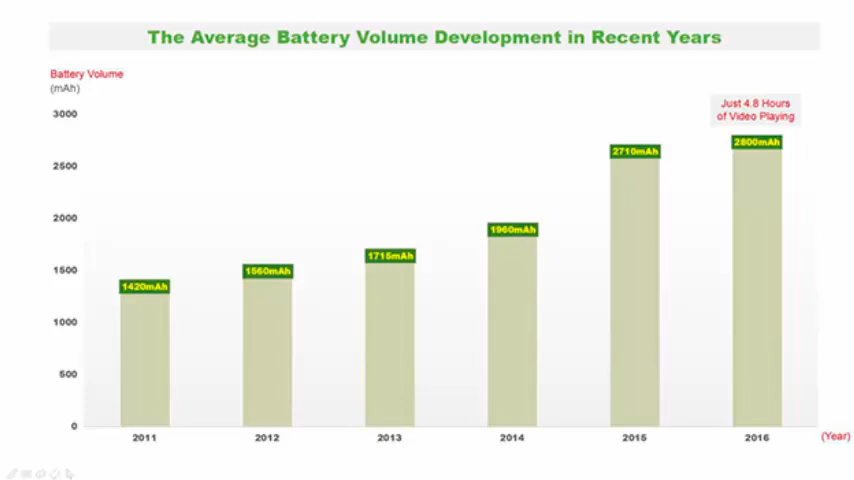 The Average Battery Volume Development in Recent Years
Battery Volume
(mAh)
3000
Just 4.8 Hours
of Video Playing
2800mAh
2710mAh
2500
2000
1960mAh
1715mAh
1560mAh
1500
1420mAh
1000
500
0
2011
2012
2013
2014
2015
2016
(Year)